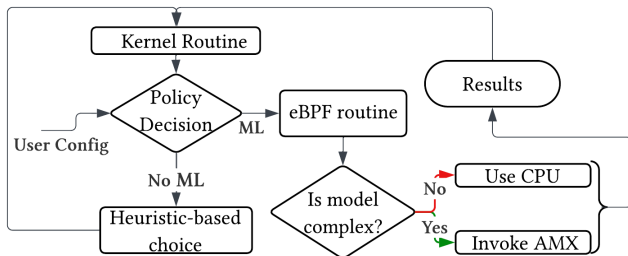 Kernel Routine
Policy
Decision
User Config
ML
eBPF routine
Results
No ML
Heuristic-based
choice
Is model
complex?
No
Yes
Use CPU
Invoke AMX